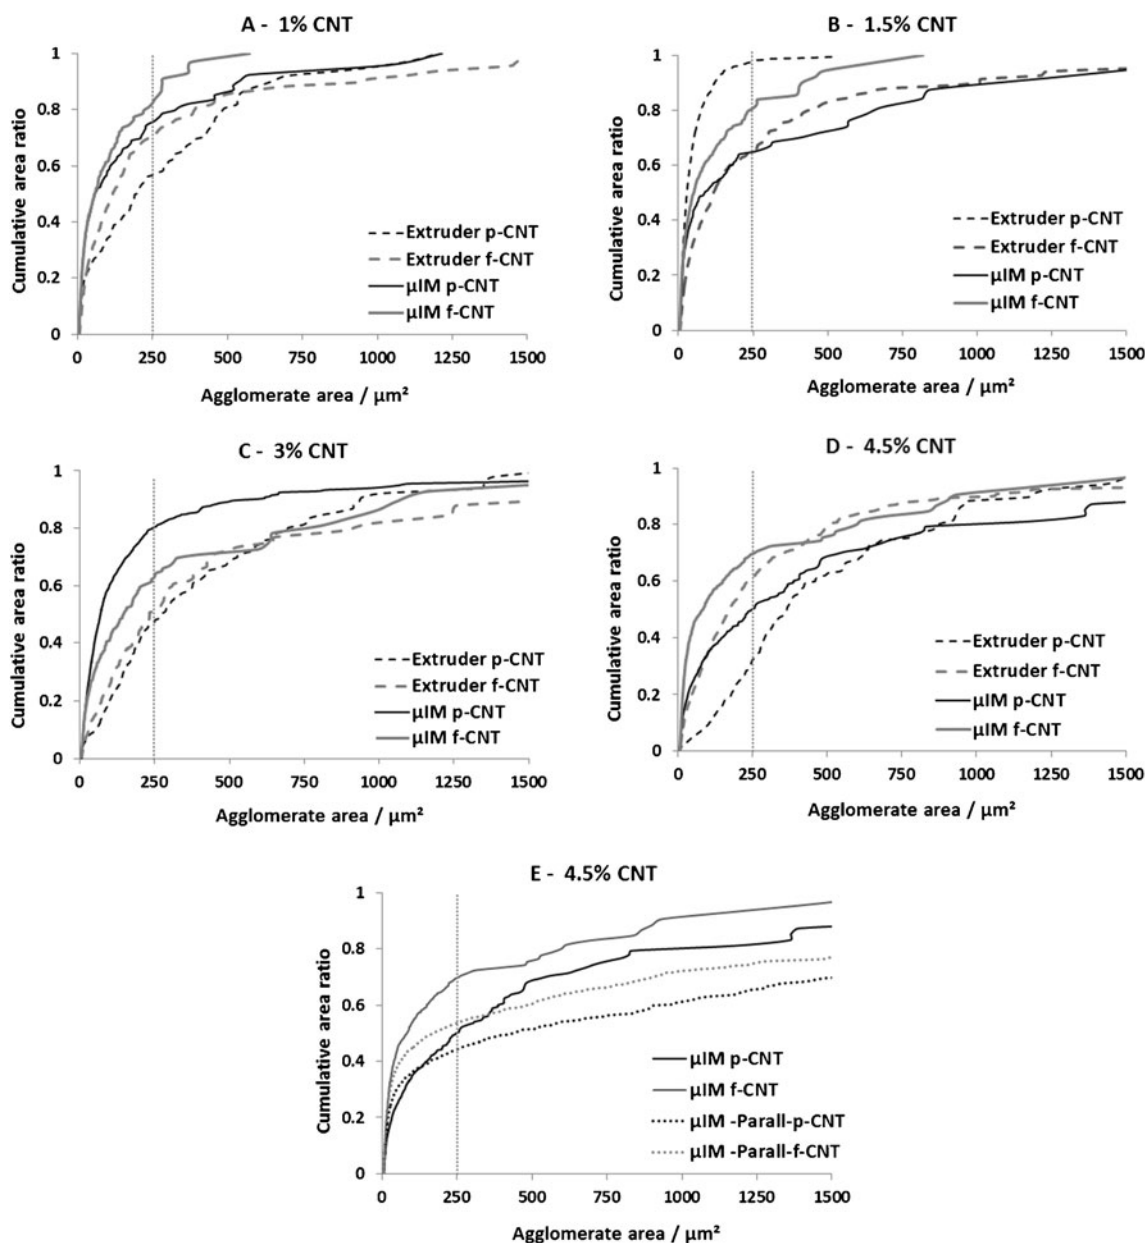 A - 1% CNT
Cumulative area ratio
1
0.8
0.6
0.4
0.2
0
Extruder p-CNT
Extruder f-CNT
µIM p-CNT
µIM f-CNT
0 250 500 750 1000 1250 1500
Agglomerate area / µm²
B - 1.5% CNT
Cumulative area ratio
1
0.8
0.6
0.4
0.2
0
Extruder p-CNT
Extruder f-CNT
µIM p-CNT
µIM f-CNT
0 250 500 750 1000 1250 1500
Agglomerate area / µm²
C - 3% CNT
Cumulative area ratio
1
0.8
0.6
0.4
0.2
0
Extruder p-CNT
Extruder f-CNT
µIM p-CNT
µIM f-CNT
0 250 500 750 1000 1250 1500
Agglomerate area / µm²
D - 4.5% CNT
Cumulative area ratio
1
0.8
0.6
0.4
0.2
0
Extruder p-CNT
Extruder f-CNT
µIM p-CNT
µIM f-CNT
0 250 500 750 1000 1250 1500
Agglomerate area / µm²
E - 4.5% CNT
Cumulative area ratio
1
0.8
0.6
0.4
0.2
0
µIM p-CNT
µIM f-CNT
µIM -Parall-p-CNT
µIM -Parall-f-CNT
0 250 500 750 1000 1250 1500
Agglomerate area / µm²